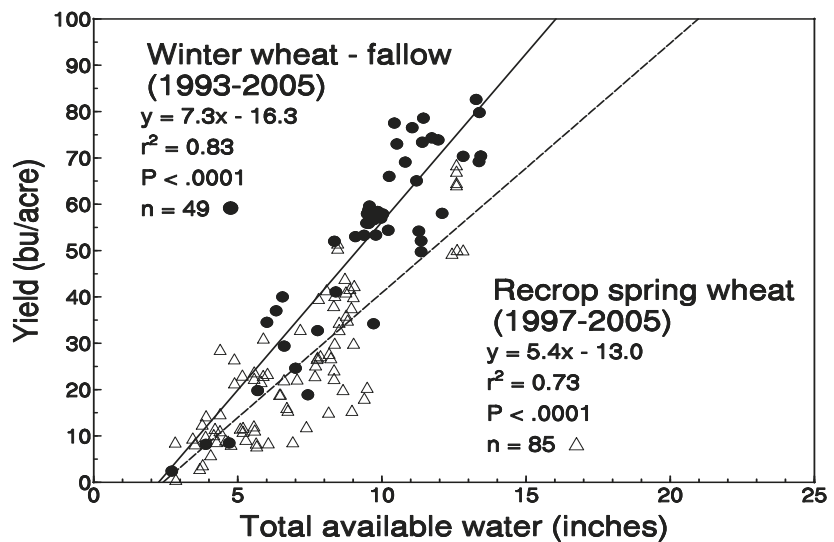 100
90
80
70
60
50
40
30
20
10
0
Yield (bu/acre)
Winter wheat - fallow
(1993-2005)
y = 7.3x - 16.3
r² = 0.83
P < .0001
n = 49
Recrop spring wheat
(1997-2005)
y = 5.4x - 13.0
r² = 0.73
P < .0001
n = 85
0 5 10 15 20 25
Total available water (inches)